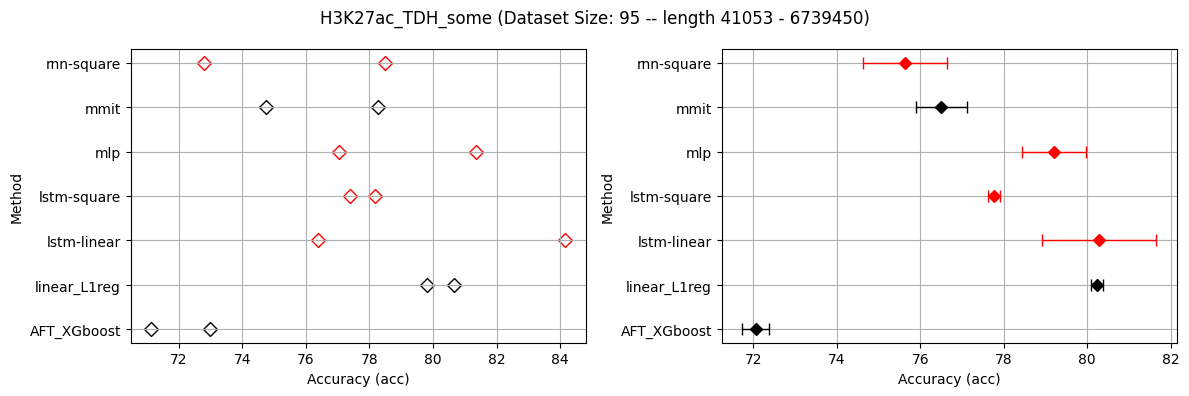 H3K27ac_TDH_some (Dataset Size: 95 -- length 41053 - 6739450)
Method
rnn-square
mmit
mlp
lstm-square
lstm-linear
linear_L1reg
AFT_XGboost
72 74 76 78 80 82 84
Accuracy (acc)
Method
rnn-square
mmit
mlp
lstm-square
lstm-linear
linear_L1reg
AFT_XGboost
72 74 76 78 80 82
Accuracy (acc)